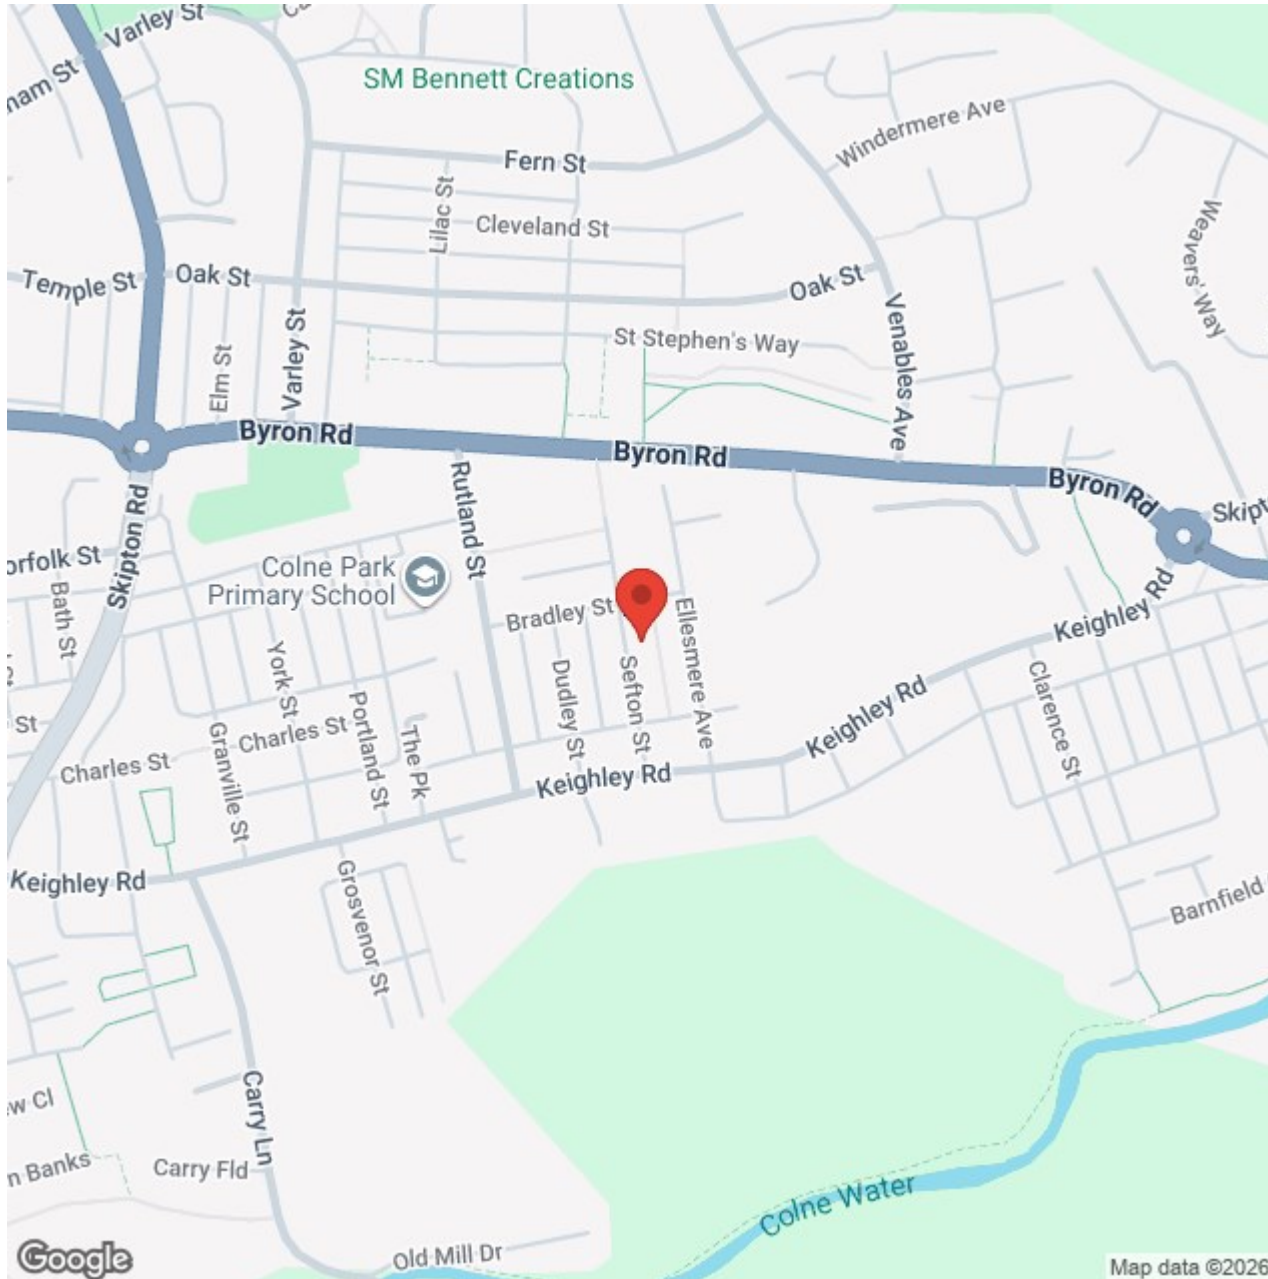 Varley St
SM Bennett Creations
Fern St
Windermere Ave
Lilac St
Cleveland St
Weavers' Way
Temple St
Oak St
Oak St
Venables Ave
Varley St
Elm St
St Stephen's Way
Byron Rd
Byron Rd
Byron Rd
Rutland St
Skipton Rd
Bath St
Colne Park
Primary School
Bradley St
Ellesmere Ave
Keighley Rd
York St
Dudley St
Sefton St
Clarence St
Portland St
Granville St
Charles St
The Pk
Keighley Rd
St
Charles St
Keighley Rd
Keighley Rd
Grosvenor St
Barnfield
Carry Ln
Banks
Carry Fld
Colne Water
Old Mill Dr
Google
Map data ©2026